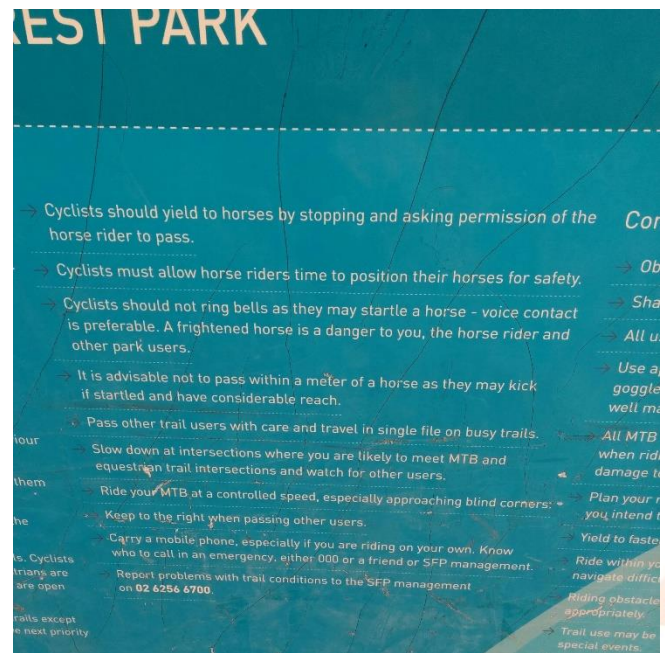 REST PARK
→ Cyclists should yield to horses by stopping and asking permission of the
horse rider to pass.
→ Cyclists must allow horse riders time to position their horses for safety.
→ Cyclists should not ring bells as they may startle a horse - voice contact
is preferable. A frightened horse is a danger to you, the horse rider and
other park users.
→ It is advisable not to pass within a meter of a horse as they may kick
if startled and have considerable reach.
→ Pass other trail users with care and travel in single file on busy trails.
→ Slow down at intersections where you are likely to meet MTB and
equestrian trail intersections and watch for other users.
→ Ride your MTB at a controlled speed, especially approaching blind corners.
→ Keep to the right when passing other users.
→ Carry a mobile phone, especially if you are riding on your own. Know
who to call in an emergency, either 000 or a friend or SFP management.
→ Report problems with trail conditions to the SFP management
on 02 6256 6700.
iour
them
he
ls. Cyclists
trians are
are open
rails except
e next priority
Con
→ Ob
→ Sha
→ All u
→ Use a
goggle
well ma
→ All MTB
when ridi
damage to
→ Plan your r
you intend t
→ Yield to faste
→ Ride within yo
navigate diffic
→ Riding obstacle
appropriately.
→ Trail use may be
special events.